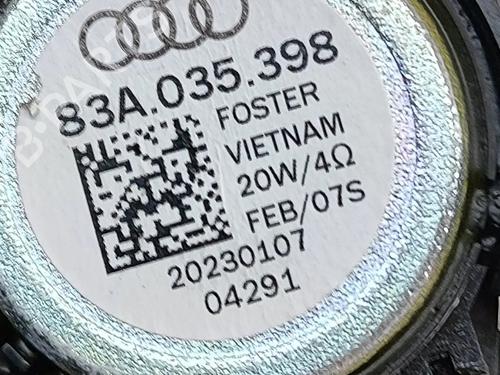 83A.035.398
FOSTER
VIETNAM
20W/4Ω
FEB/07S
20230107
04291